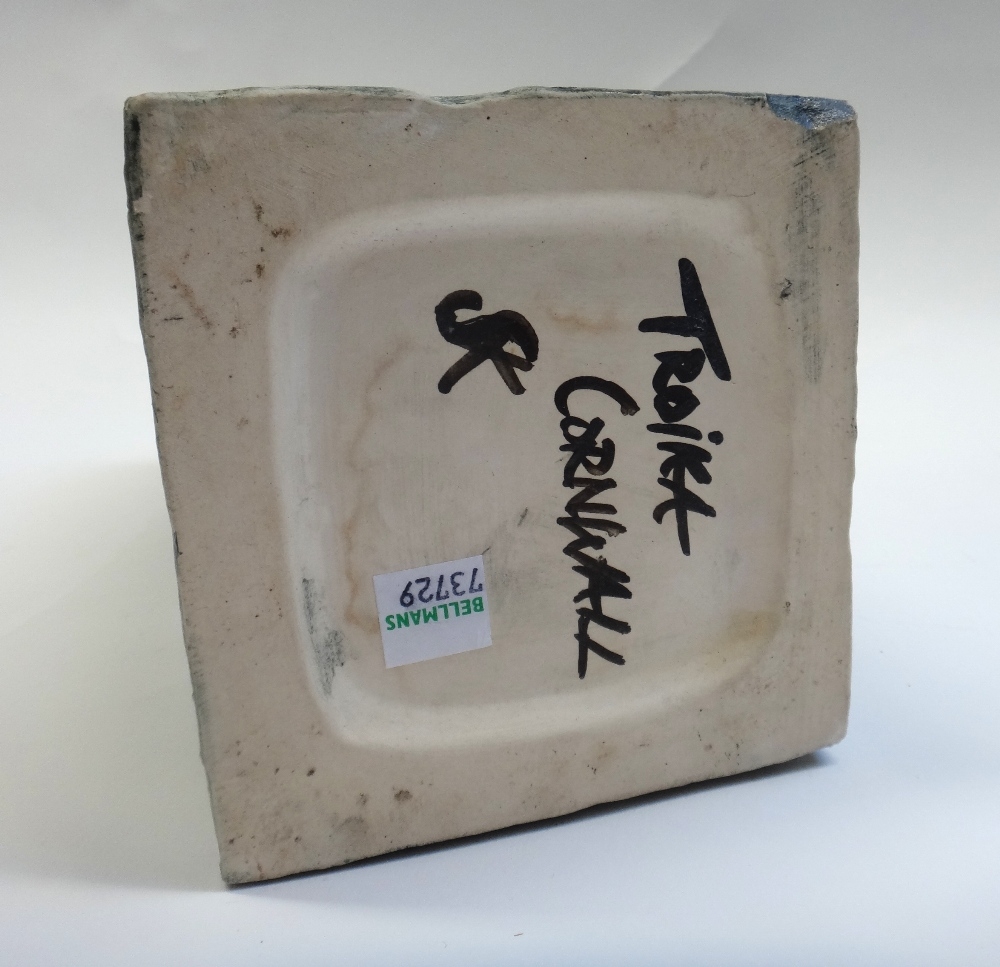 TROIKA
CORNWALL
SK
BELLMANS
73729